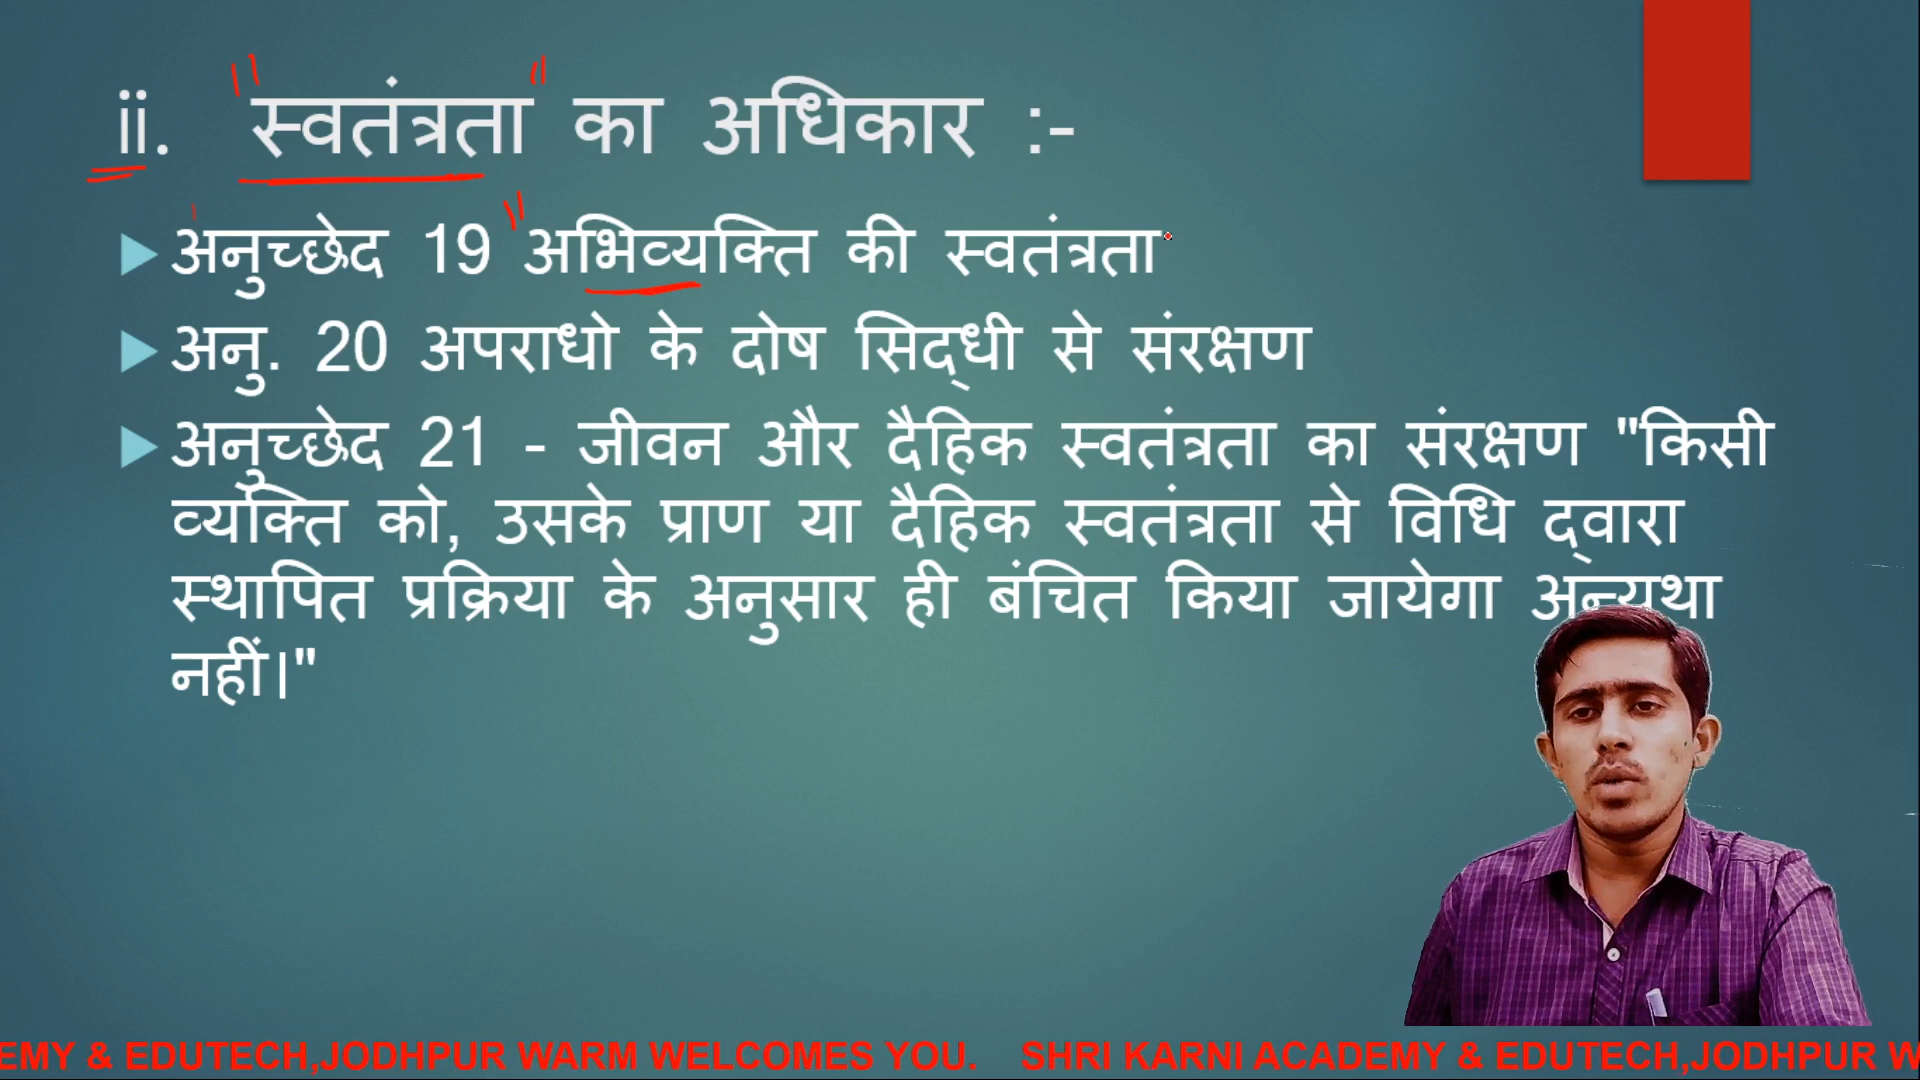 ii. "स्वतंत्रता" का अधिकार :-
अनुच्छेद 19 "अभिव्यक्ति की स्वतंत्रता
अनु. 20 अपराधो के दोष सिद्धी से संरक्षण
अनुच्छेद 21 - जीवन और दैहिक स्वतंत्रता का संरक्षण "किसी
व्यक्ति को, उसके प्राण या दैहिक स्वतंत्रता से विधि द्वारा
स्थापित प्रक्रिया के अनुसार ही बंचित किया जायेगा अन्यथा
नहीं।"
EMY & EDUTECH,JODHPUR WARM WELCOMES YOU. SHRI KARNI ACADEMY & EDUTECH,JODHPUR W